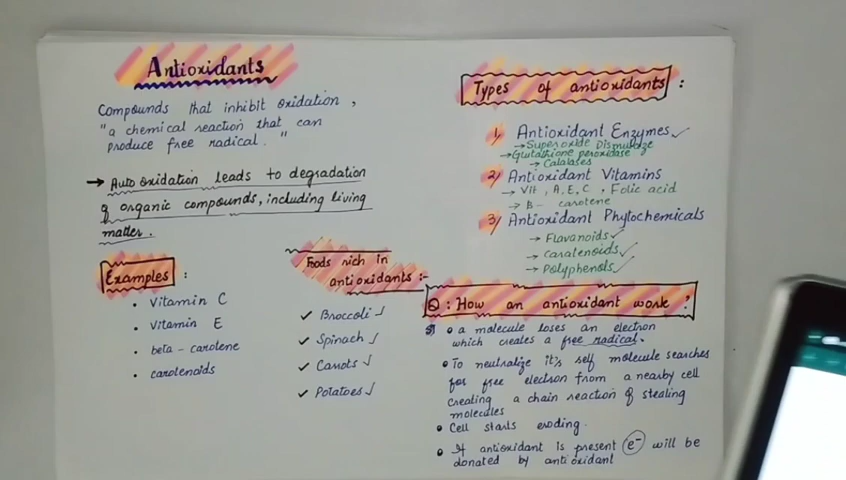 Antioxidants
Compounds that inhibit oxidation,
"a chemical reaction that can
produce free radical."
→ Auto oxidation leads to degradation
of organic compounds, including living
matter.
Examples :
• Vitamin C
• Vitamin E
• beta - carotene
• carotenoids
Foods rich in
antioxidants :-
✓ Broccoli ✓
✓ Spinach ✓
✓ Carrots ✓
✓ Potatoes ✓
Types of antioxidants :
1) Antioxidant Enzymes ✓
→ Superoxide Dismutaze
→ Glutathione peroxidase
→ Calalases
2) Antioxidant Vitamins
→ Vit, A, E, C, Folic acid
→ B - carotene
3) Antioxidant Phytochemicals
→ Flavanoids ✓
→ Caratenoids ✓
→ Polyphenols ✓
Q: How an antioxidant work ?
• a molecule loses an electron
which creates a free radical.
• To neutralize it's self molecule searches
for free electron from a nearby cell
creating a chain reaction of stealing
molecules
• Cell starts eroding.
• If antioxidant is present e⁻ will be
donated by antioxidant